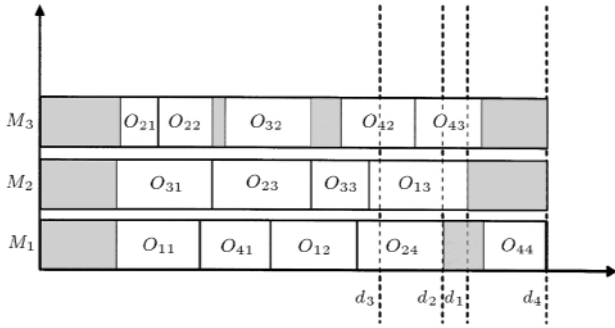 M₃ O₂₁ O₂₂ O₃₂ O₄₂ O₄₃
M₂ O₃₁ O₂₃ O₃₃ O₁₃
M₁ O₁₁ O₄₁ O₁₂ O₂₄ O₄₄
d₃ d₂ d₁ d₄